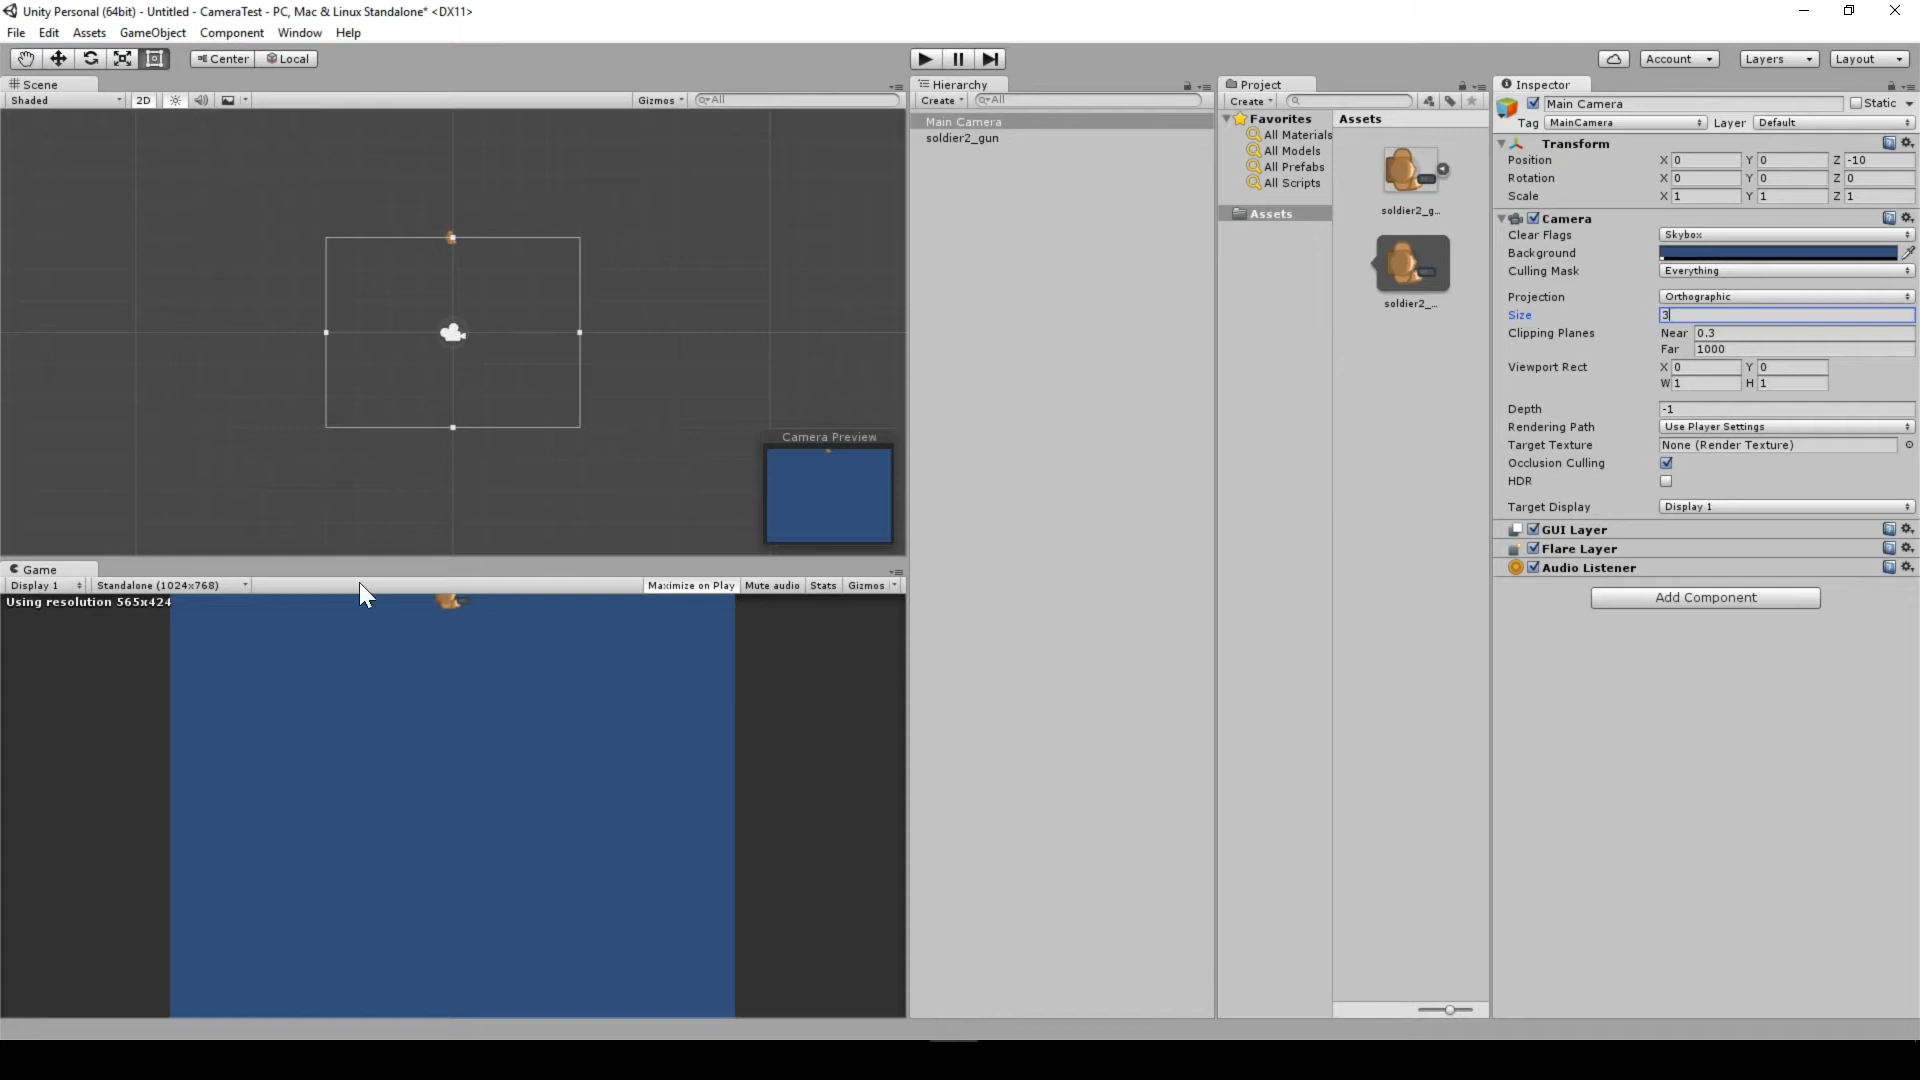 Unity Personal (64bit) - Untitled - CameraTest - PC, Mac & Linux Standalone* <DX11>
File Edit Assets GameObject Component Window Help
Center Local
Account Layers Layout
Scene
Shaded 2D Gizmos All
Camera Preview
Game
Display 1 Standalone (1024x768) Maximize on Play Mute audio Stats Gizmos
Using resolution 565x424
Hierarchy
Create All
Main Camera
soldier2_gun
Project
Create
Favorites
All Materials
All Models
All Prefabs
All Scripts
Assets
Assets
soldier2_g...
soldier2_...
Inspector
Main Camera Static
Tag MainCamera Layer Default
Transform
Position X 0 Y 0 Z -10
Rotation X 0 Y 0 Z 0
Scale X 1 Y 1 Z 1
Camera
Clear Flags Skybox
Background
Culling Mask Everything
Projection Orthographic
Size 3
Clipping Planes Near 0.3
Far 1000
Viewport Rect X 0 Y 0
W 1 H 1
Depth -1
Rendering Path Use Player Settings
Target Texture None (Render Texture)
Occlusion Culling
HDR
Target Display Display 1
GUI Layer
Flare Layer
Audio Listener
Add Component